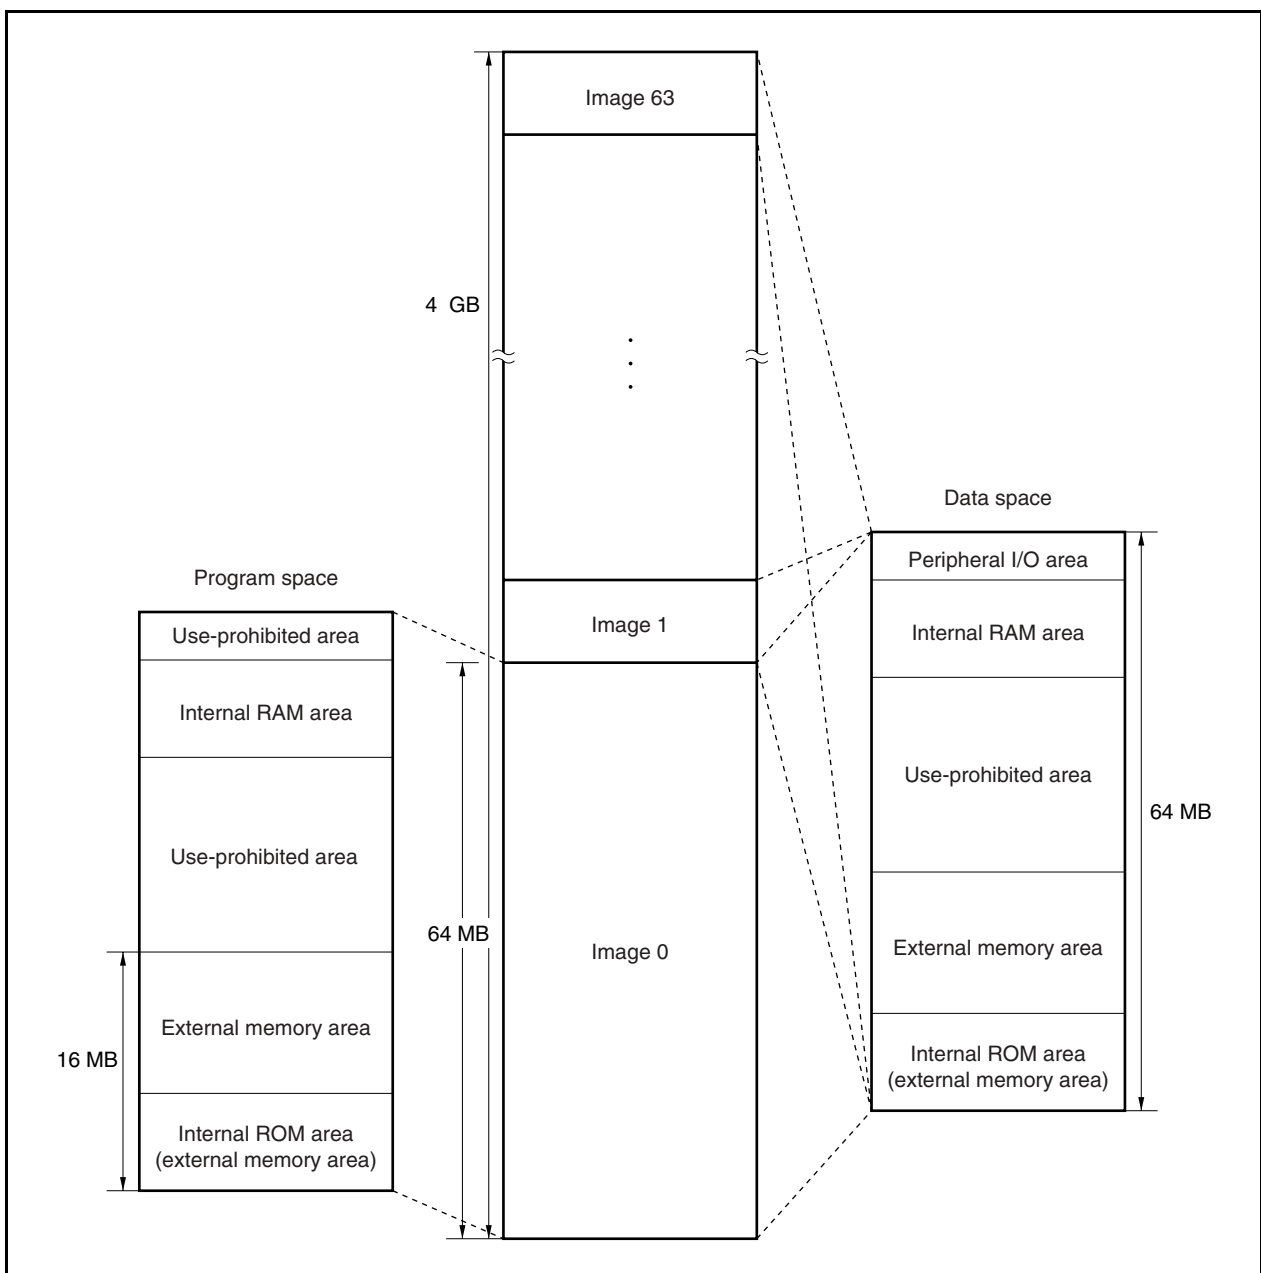 Image 63
4 GB
Data space
Peripheral I/O area
Program space
Image 1
Use-prohibited area
Internal RAM area
Internal RAM area
Use-prohibited area
64 MB
Use-prohibited area
64 MB
External memory area
Image 0
External memory area
16 MB
Internal ROM area
(external memory area)
Internal ROM area
(external memory area)